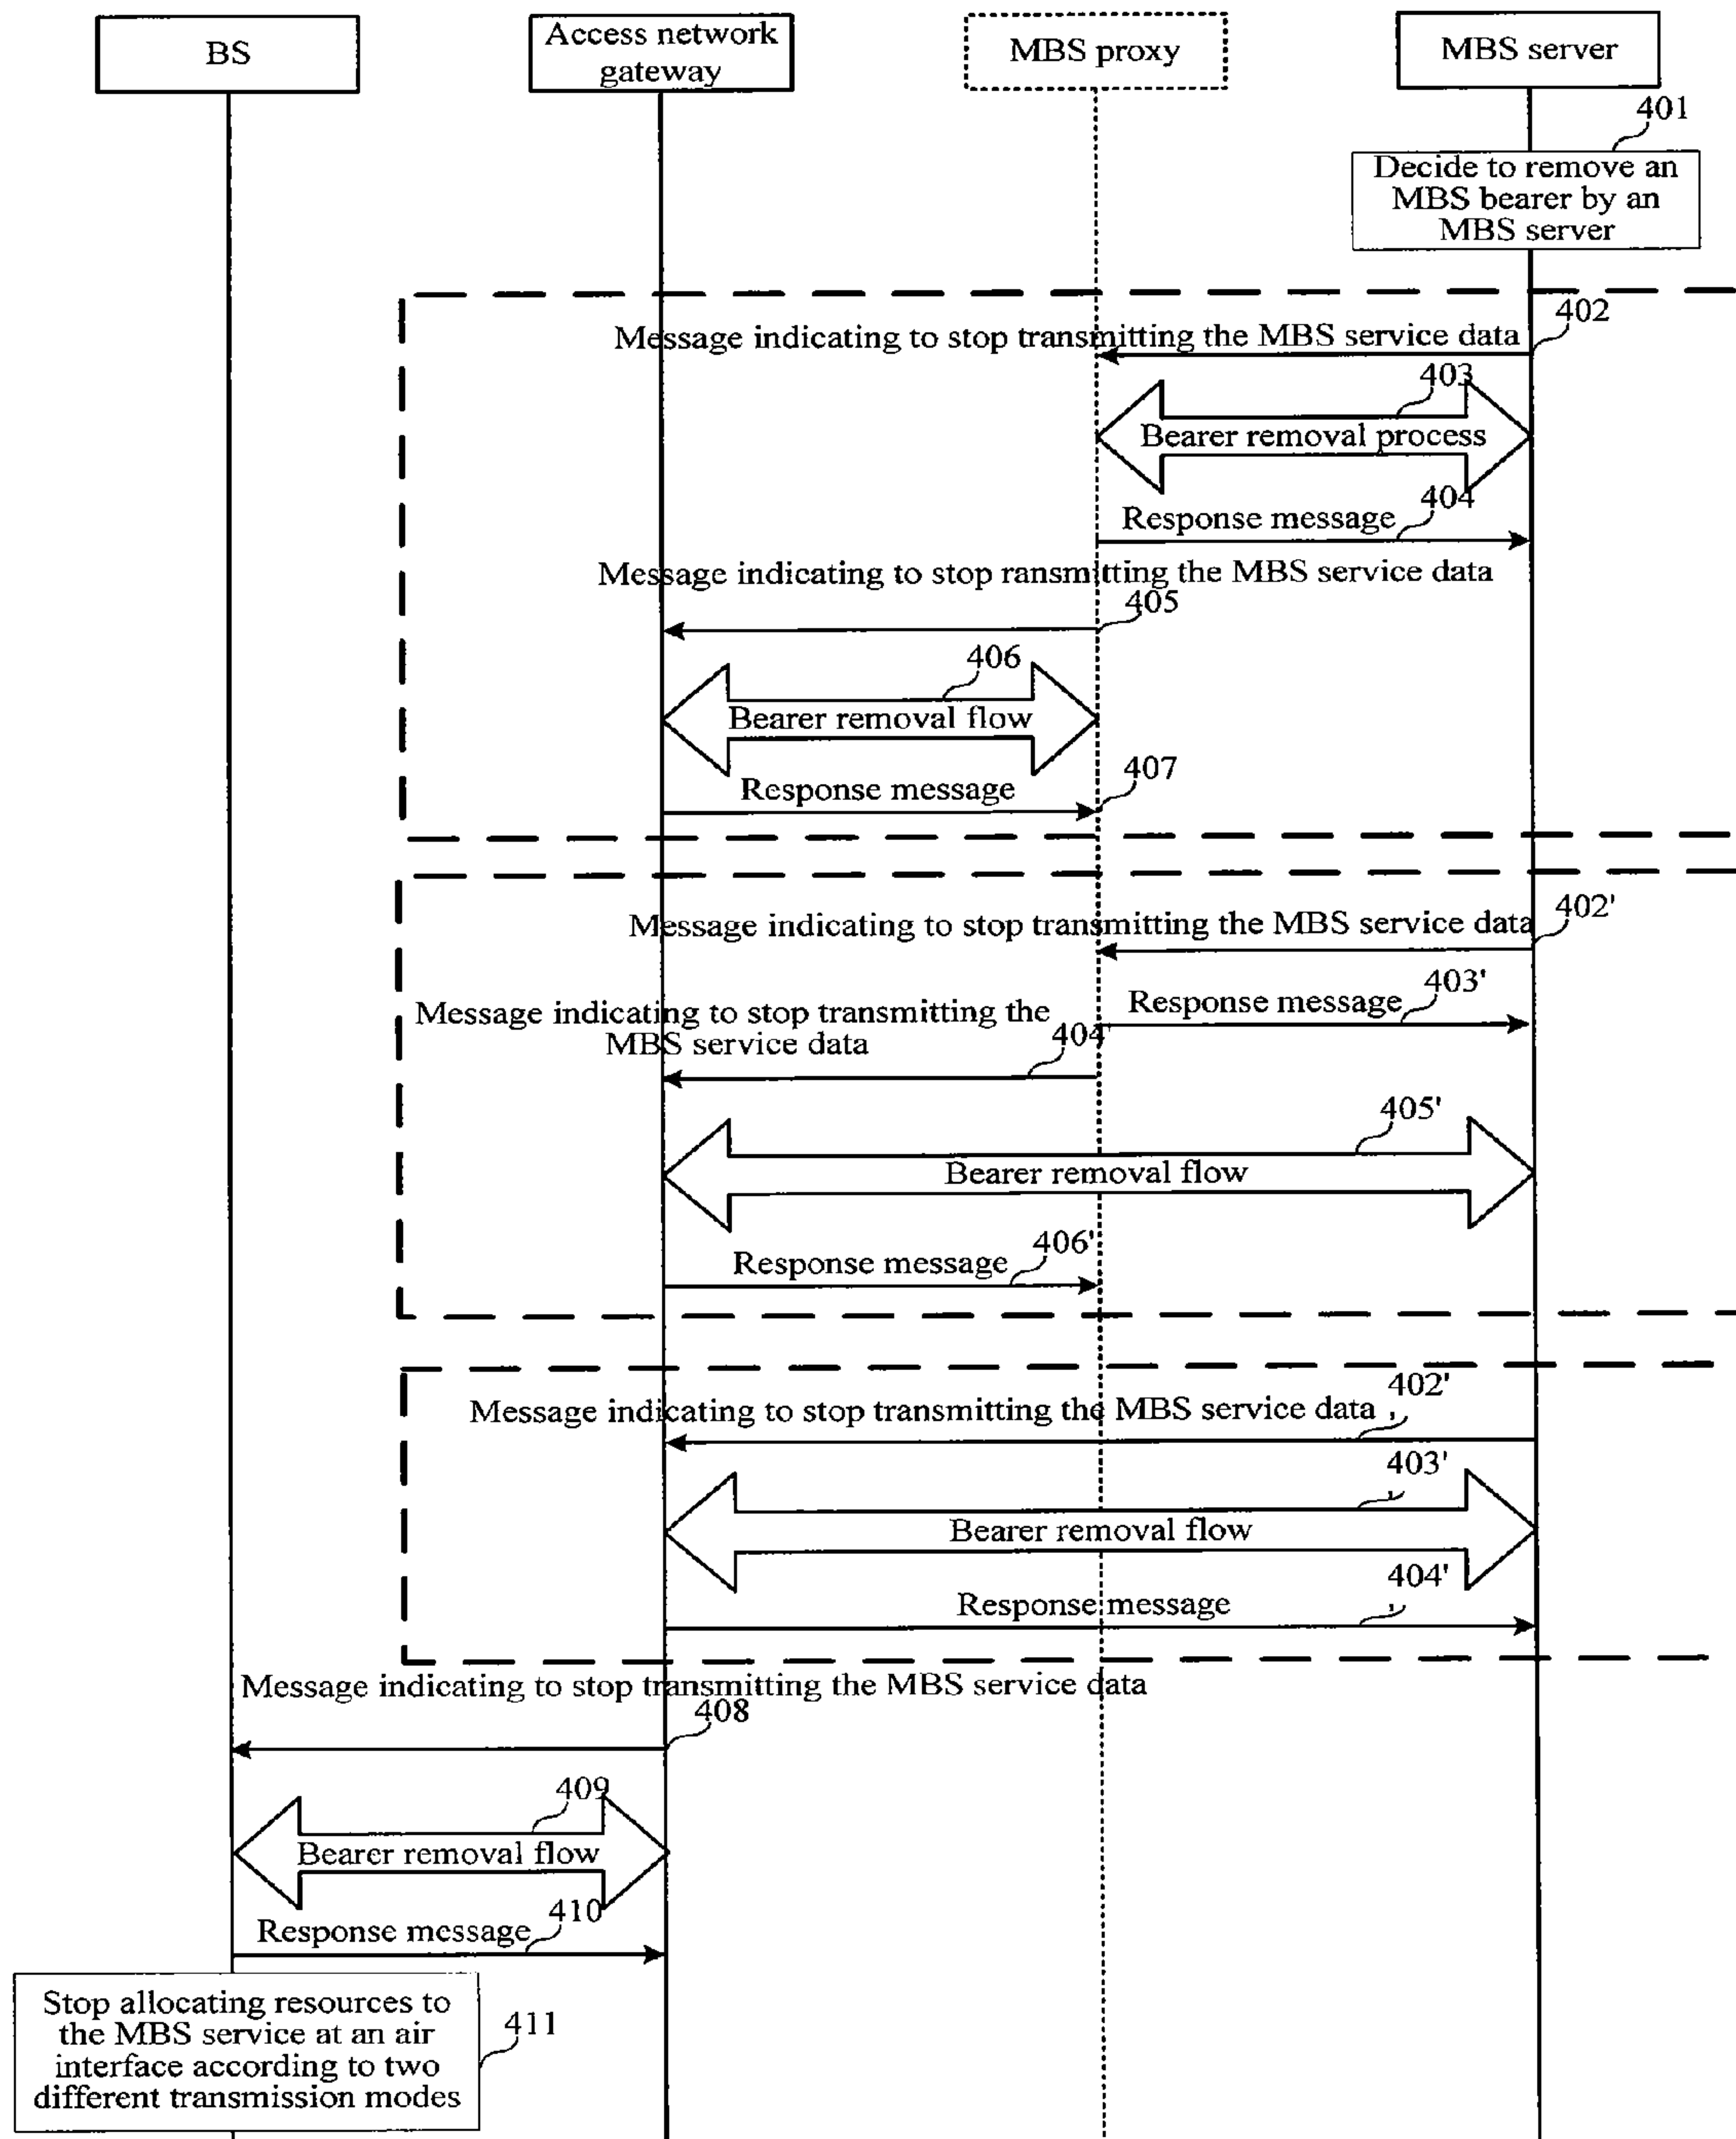 BS
Access network
gateway
MBS proxy
MBS server
401
Decide to remove an
MBS bearer by an
MBS server
402
Message indicating to stop transmitting the MBS service data
403
Bearer removal process
404
Response message
Message indicating to stop ransmitting the MBS service data
405
406
Bearer removal flow
407
Response message
402'
Message indicating to stop transmitting the MBS service data
403'
Response message
Message indicating to stop transmitting the
MBS service data
404'
405'
Bearer removal flow
406'
Response message
402'
'
Message indicating to stop transmitting the MBS service data
403'
'
Bearer removal flow
404'
'
Response message
Message indicating to stop transmitting the MBS service data
408
409
Bearer removal flow
410
Response message
Stop allocating resources to
the MBS service at an air
interface according to two
different transmission modes
411